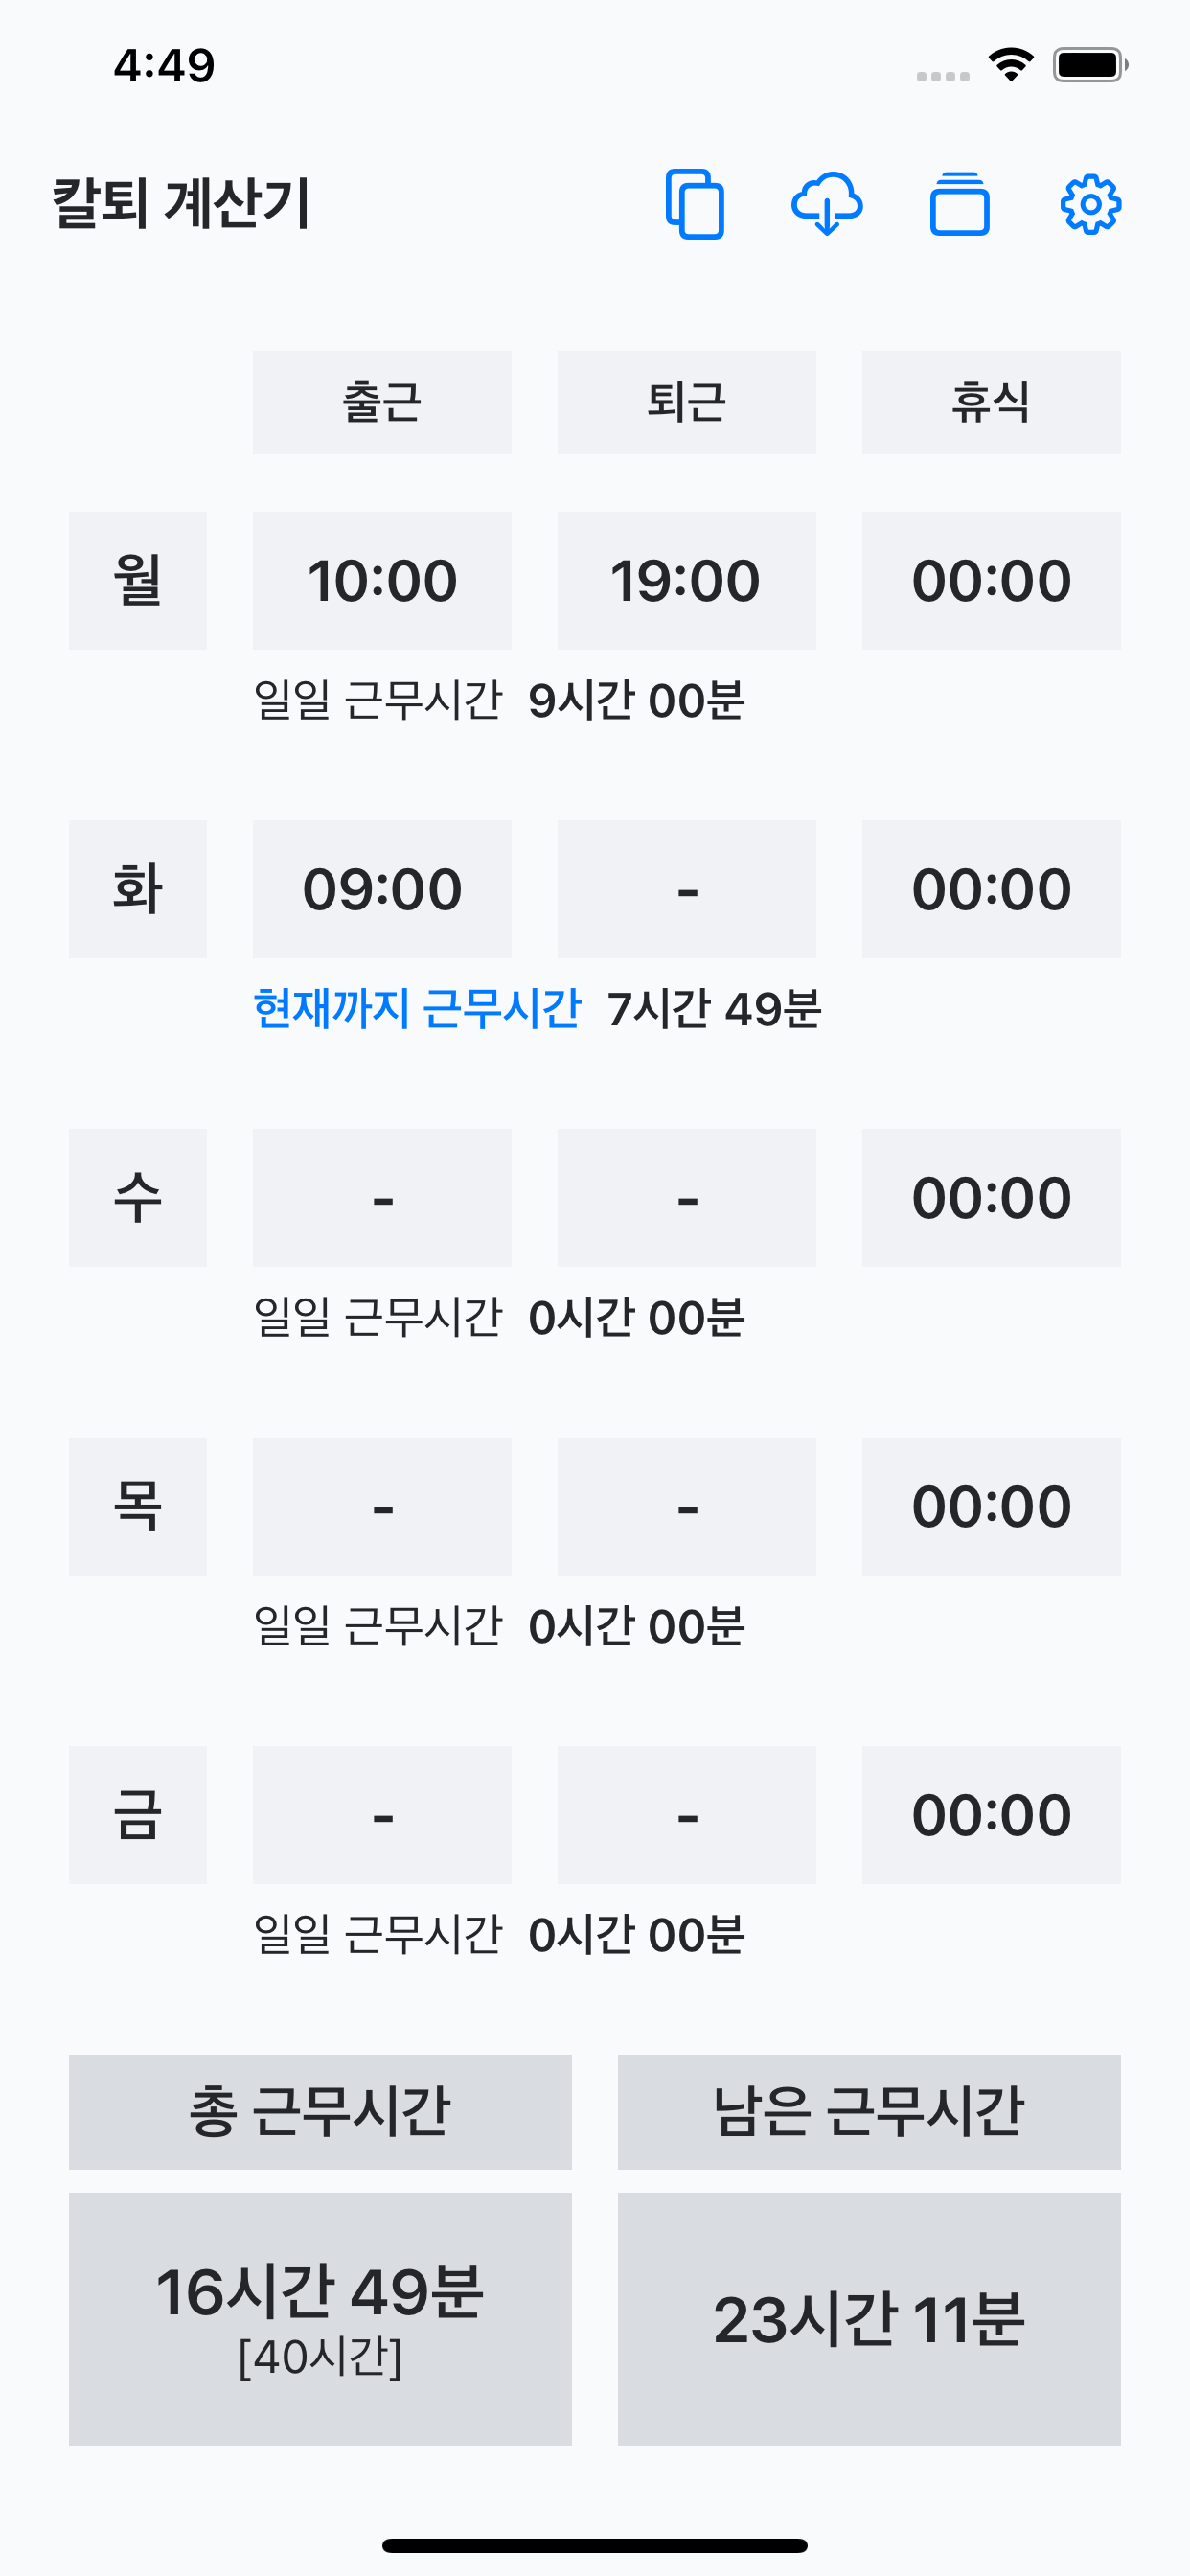 4:49
칼퇴 계산기
출근 퇴근 휴식
월 10:00 19:00 00:00
일일 근무시간 9시간 00분
화 09:00 - 00:00
현재까지 근무시간 7시간 49분
수 - - 00:00
일일 근무시간 0시간 00분
목 - - 00:00
일일 근무시간 0시간 00분
금 - - 00:00
일일 근무시간 0시간 00분
총 근무시간 남은 근무시간
16시간 49분 23시간 11분
[40시간]